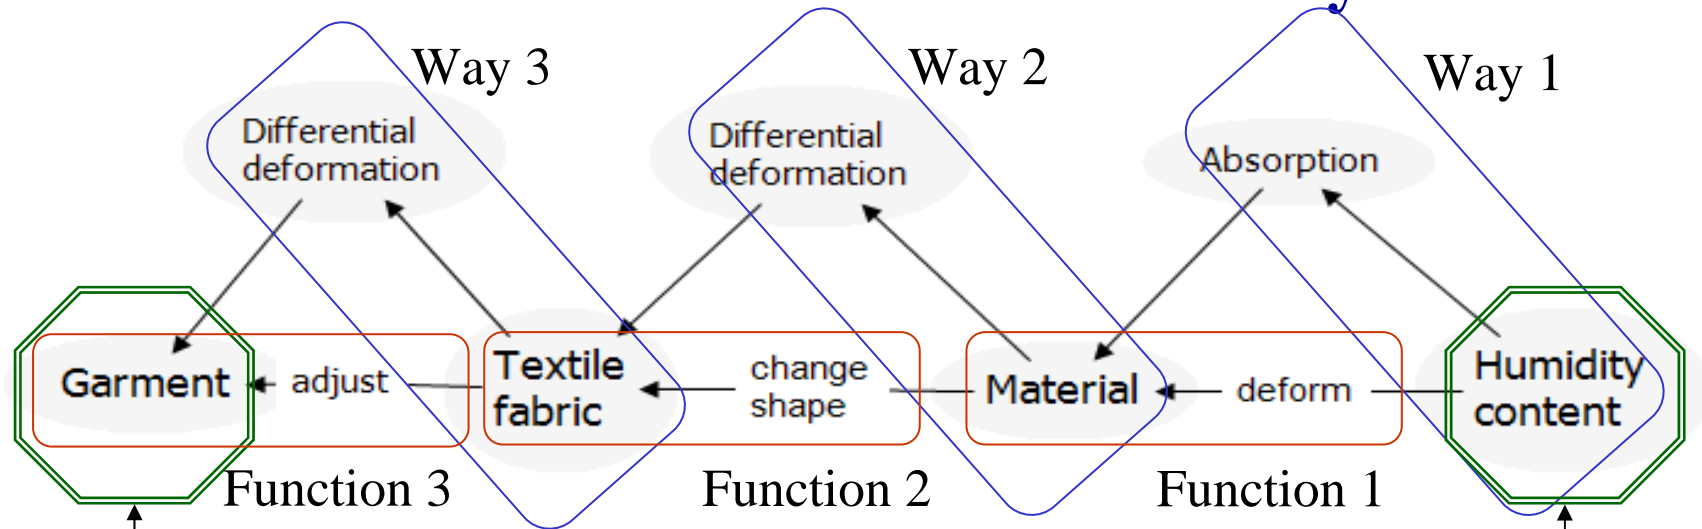 Way 3
Way 2
Way 1
Differential
deformation
Differential
deformation
Absorption
Garment
adjust
Textile
fabric
change
shape
Material
deform
Humidity
content
Function 3
Function 2
Function 1